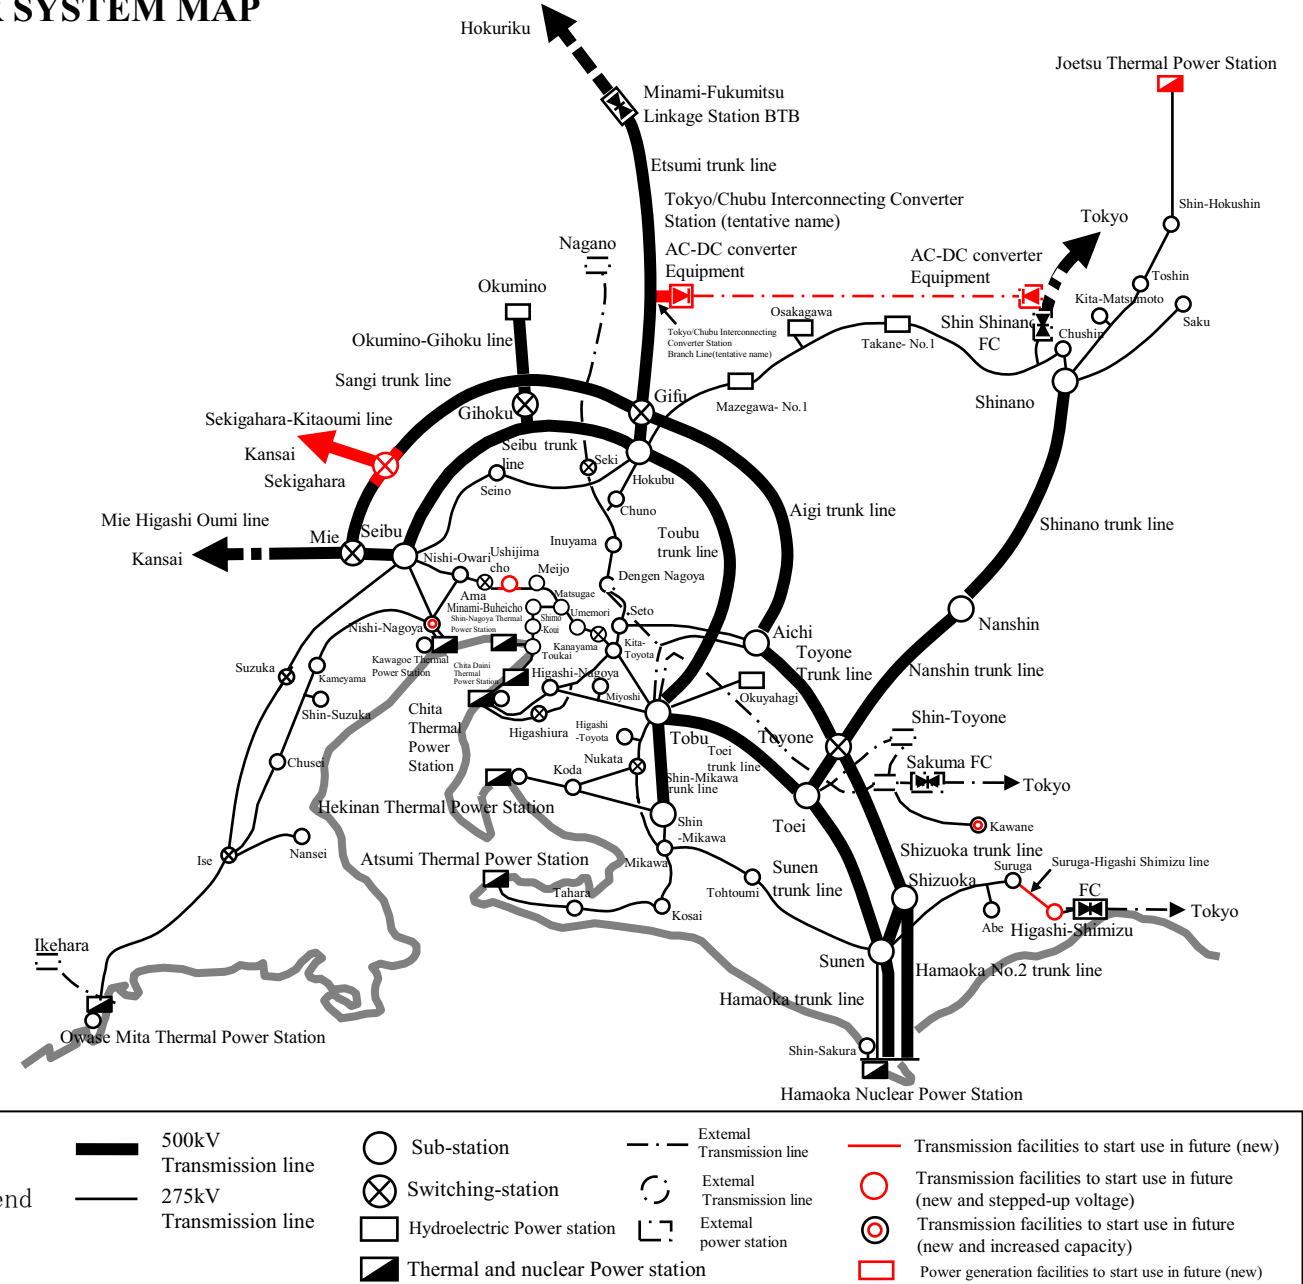 SYSTEM MAP
Hokuriku
Joetsu Thermal Power Station
Minami-Fukumitsu
Linkage Station BTB
Etsumi trunk line
Tokyo/Chubu Interconnecting Converter
Station (tentative name)
Shin-Hokushin
Tokyo
Nagano
AC-DC converter
Equipment
AC-DC converter
Equipment
Toshin
Okumino
Kita-Matsumoto
Saku
Osakagawa
Okumino-Gihoku line
Tokyo/Chubu Interconnecting
Converter Station
Branch Line(tentative name)
Takane- No.1
Shin Shinano
FC
Chushin
Sangi trunk line
Gifu
Mazegawa- No.1
Shinano
Sekigahara-Kitaoumi line
Gihoku
Kansai
Sekigahara
Seibu trunk
line
Seki
Seino
Hokubu
Chuno
Aigi trunk line
Shinano trunk line
Mie Higashi Oumi line
Kansai
Mie
Seibu
Toubu
trunk line
Inuyama
Nishi-Owari
Ushijima
cho
Meijo
Dengen Nagoya
Ama
Matsugae
Minami-Buheicho
Shin-Nagoya Thermal
Power Station
Shimo
-Koui
Umemori
Seto
Nanshin
Nishi-Nagoya
Kanayama
Kita-
Toyota
Aichi
Toyone
Trunk line
Toukai
Kawagoe Thermal
Power Station
Chita Daini
Thermal
Power Station
Higashi-Nagoya
Nanshin trunk line
Suzuka
Kameyama
Miyoshi
Okuyahagi
Shin-Suzuka
Chita
Thermal
Power
Station
Higashiura
Higashi
-Toyota
Tobu
Toyone
Shin-Toyone
Toei
trunk line
Nukata
Sakuma FC
Chusei
Koda
Shin-Mikawa
trunk line
Tokyo
Hekinan Thermal Power Station
Toei
Kawane
Shin
-Mikawa
Nansei
Ise
Shizuoka trunk line
Atsumi Thermal Power Station
Mikawa
Sunen
trunk line
Suruga
Suruga-Higashi Shimizu line
Tahara
Tohtoumi
Shizuoka
FC
Kosai
Abe
Higashi-Shimizu
Tokyo
Ikehara
Sunen
Hamaoka No.2 trunk line
Hamaoka trunk line
Owase Mita Thermal Power Station
Shin-Sakura
Hamaoka Nuclear Power Station
500kV
Transmission line
Sub-station
External
Transmission line
Transmission facilities to start use in future (new)
end
275kV
Transmission line
Switching-station
External
Transmission line
Transmission facilities to start use in future
(new and stepped-up voltage)
Hydroelectric Power station
External
power station
Transmission facilities to start use in future
(new and increased capacity)
Thermal and nuclear Power station
Power generation facilities to start use in future (new)